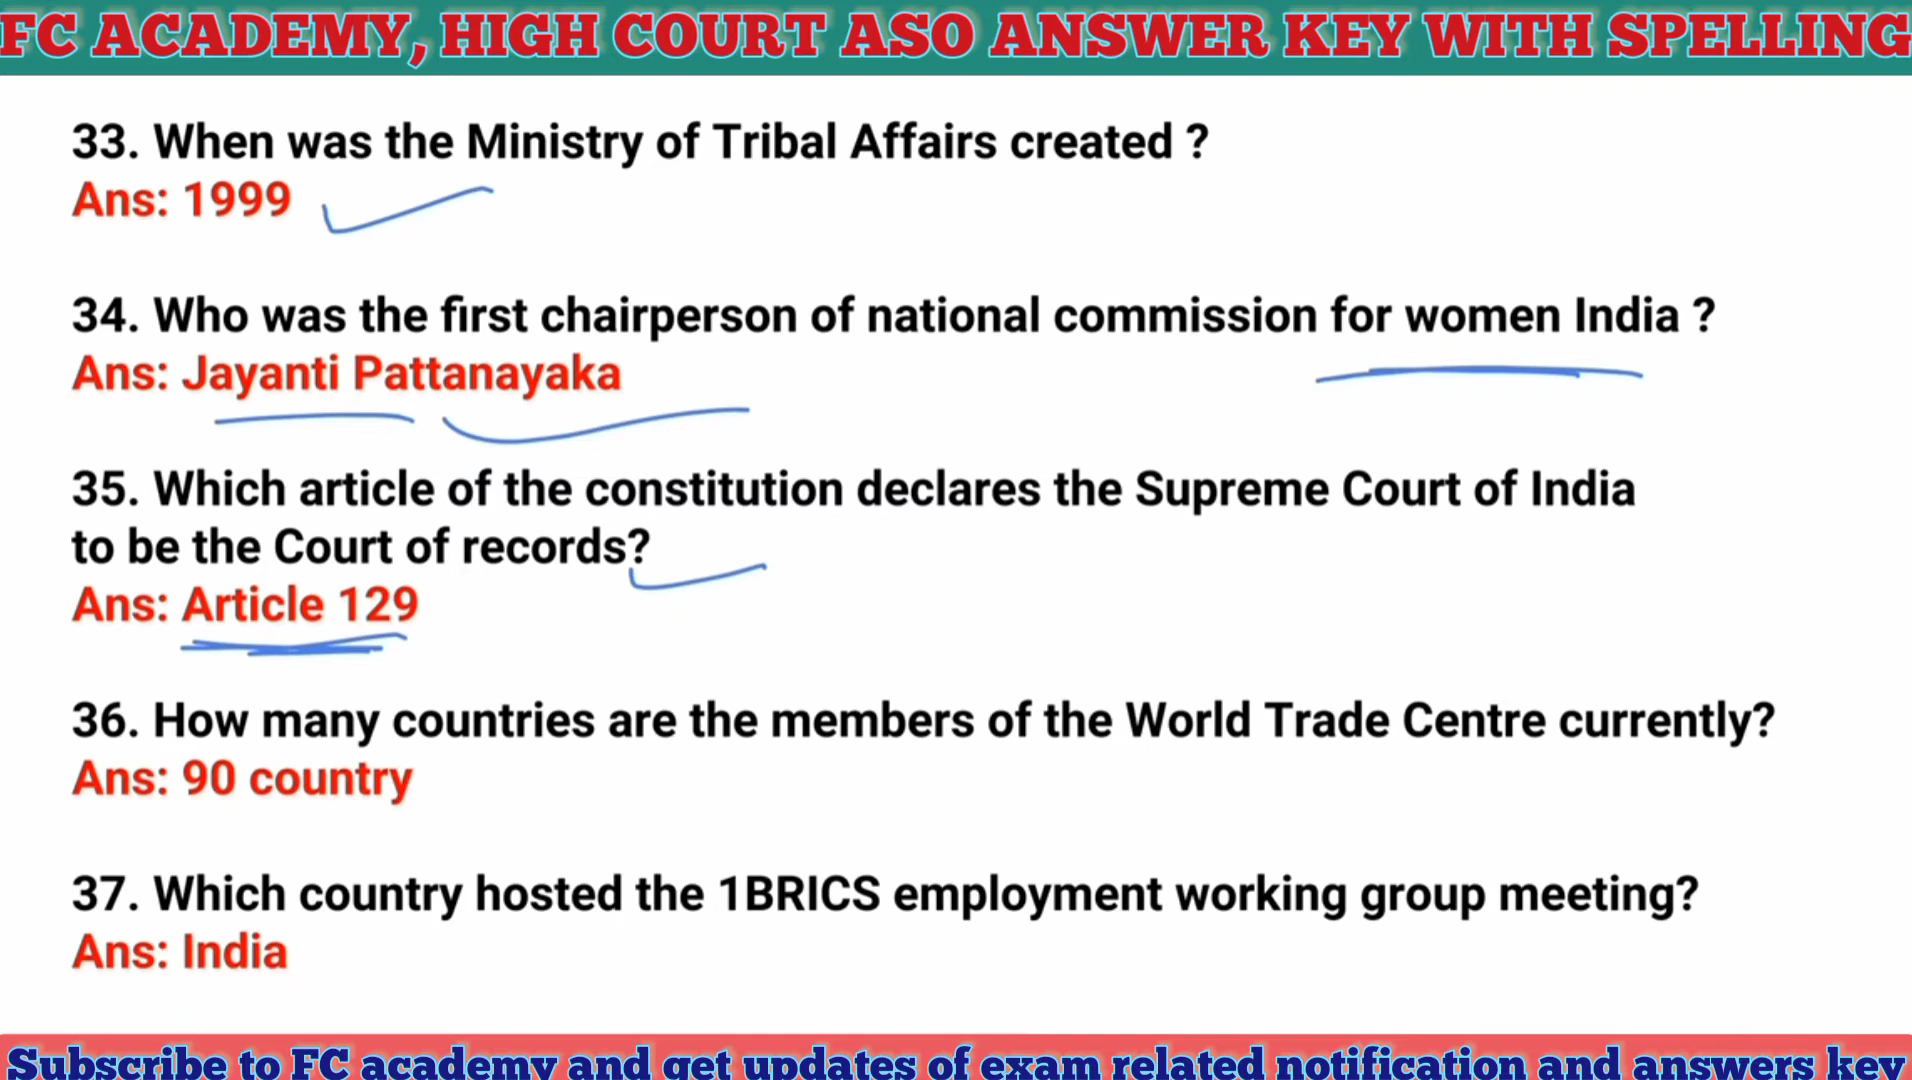 FC ACADEMY, HIGH COURT ASO ANSWER KEY WITH SPELLING
33. When was the Ministry of Tribal Affairs created ?
Ans: 1999
34. Who was the first chairperson of national commission for women India ?
Ans: Jayanti Pattanayaka
35. Which article of the constitution declares the Supreme Court of India
to be the Court of records?
Ans: Article 129
36. How many countries are the members of the World Trade Centre currently?
Ans: 90 country
37. Which country hosted the 1BRICS employment working group meeting?
Ans: India
Subscribe to FC academy and get updates of exam related notification and answers key